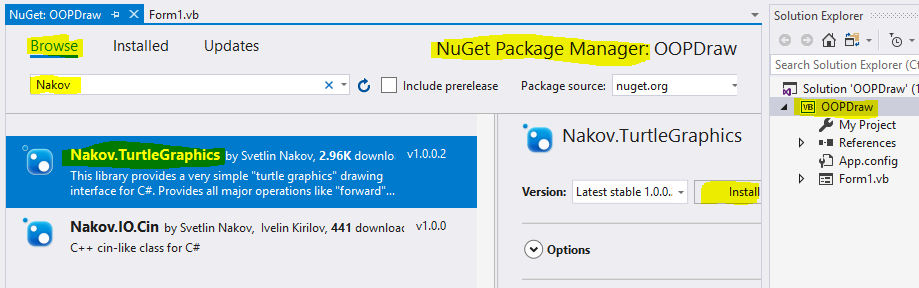 NuGet: OOPDraw
Form1.vb
Browse Installed Updates
NuGet Package Manager: OOPDraw
Nakov
Include prerelease
Package source: nuget.org
Nakov.TurtleGraphics by Svetlin Nakov, 2.96K downlo v1.0.0.2
This library provides a very simple "turtle graphics" drawing
interface for C#. Provides all major operations like "forward"...
Nakov.IO.Cin by Svetlin Nakov, Ivelin Kirilov, 441 download v1.0.0
C++ cin-like class for C#
Nakov.TurtleGraphics
Version: Latest stable 1.0.0.. Install
Options
Solution Explorer
Search Solution Explorer (C
Solution 'OOPDraw' (1
VB OOPDraw
My Project
References
App.config
Form1.vb